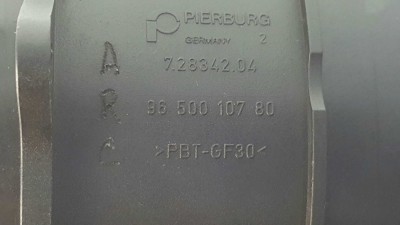 PIERBURG
GERMANY 2
A 7.28342.04
R 96 500 107 80
C >PBT-GF30<